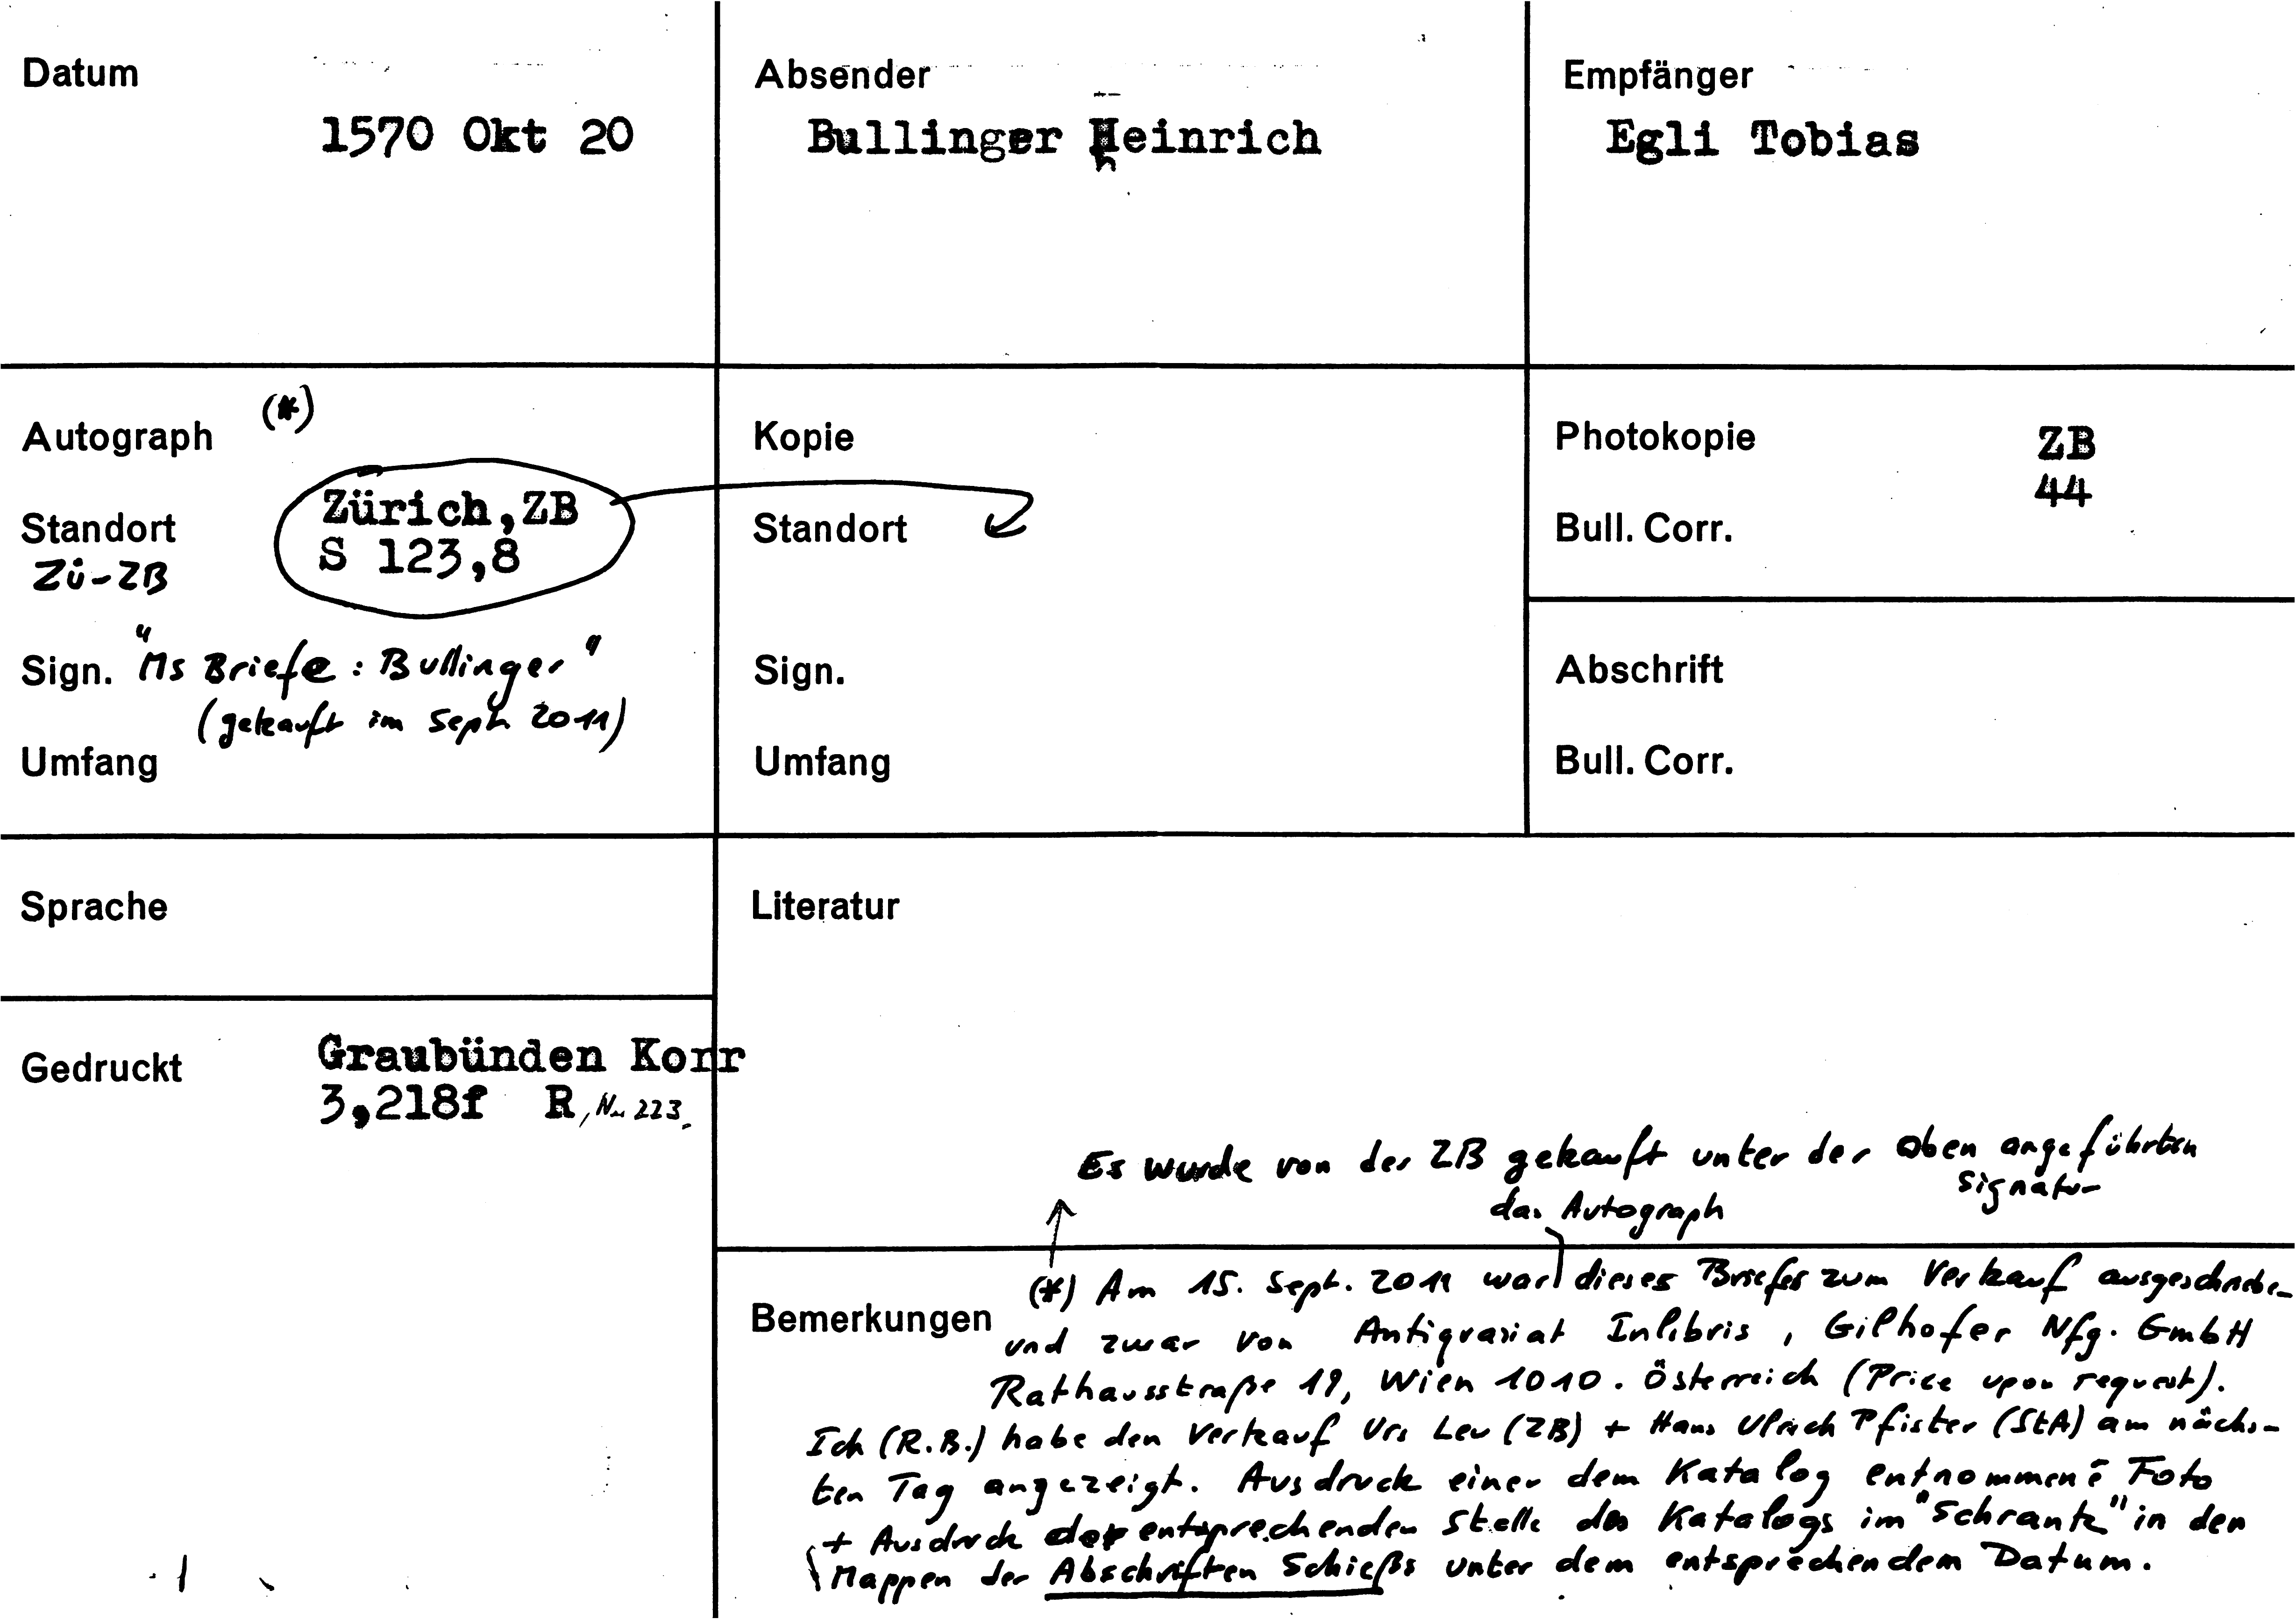 Datum
1570 Okt 20
Absender
Bullinger Heinrich
Empfänger
Egli Tobias
Autograph (*)
Zürich,ZB
Standort
S 123,8
Zü-ZB
Sign. "Ms Briefe: Bullinger"
(gekauft im Sept. 2011)
Umfang
Kopie
Standort
Sign.
Umfang
Photokopie
ZB
44
Bull. Corr.
Abschrift
Bull. Corr.
Sprache
Literatur
Gedruckt
Graubünden Korr
3,218f R, Nr. 223.
Es wurde von der ZB gekauft unter der oben angeführten
Signatur
das Autograph
Bemerkungen
(*) Am 15. Sept. 2011 war dieses Briefes zum Verkauf ausgeschrieben
und zwar von Antiquariat Inlibris, Gilhofer Nfg. GmbH
Rathausstraße 19, Wien 1010. Österreich (Price upon request).
Ich (R.B.) habe den Verkauf Urs Leu (ZB) + Hans Ulrich Pfister (StA) am nächs-
ten Tag angezeigt. Ausdruck einer dem Katalog entnommenē Foto
+ Ausdruck der entsprechenden Stelle des Katalogs im "Schrank" in den
Mappen der Abschriften Schieß's unter dem entsprechendem Datum.